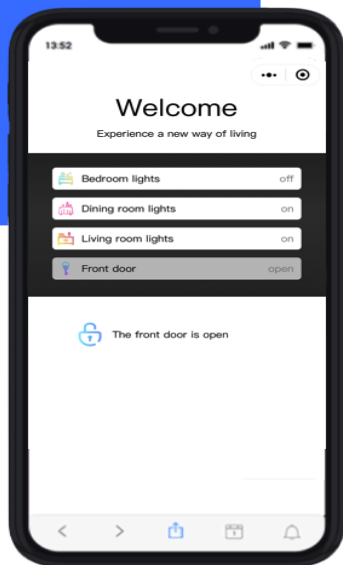 13:52
Welcome
Experience a new way of living
Bedroom lights off
Dining room lights on
Living room lights on
Front door open
The front door is open